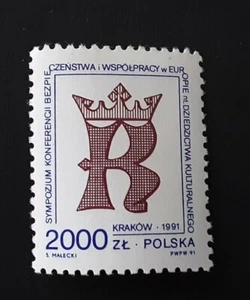 SYMPOZJUM KONFERENCJI BEZPIECZEŃSTWA i WSPÓŁPRACY w EUROPIE nt. DZIEDZICTWA KULTURALNEGO
R
KRAKÓW · 1991
2000 ZŁ · POLSKA
S. MAŁECKI PWPW · 91